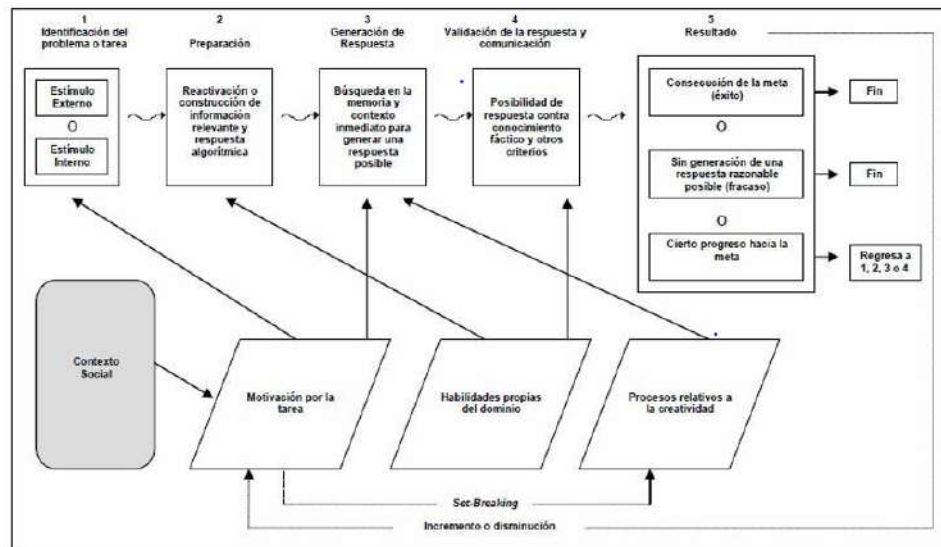 1
Identificación del
problema o tarea
2
Preparación
3
Generación de
Respuesta
4
Validación de la respuesta y
comunicación
5
Resultado
Estímulo
Externo
O
Estímulo
Interno
Reactivación o
construcción de
información
relevante y
respuesta
algorítmica
Búsqueda en la
memoria y
contexto
inmediato para
generar una
respuesta
posible
Posibilidad de
respuesta contra
conocimiento
fáctico y otros
criterios
Consecución de la meta
(éxito)
Fin
O
Sin generación de una
respuesta razonable
posible (fracaso)
Fin
O
Cierto progreso hacia la
meta
Regresa a
1, 2, 3 o 4
Contexto
Social
Motivación por la
tarea
Habilidades propias
del dominio
Procesos relativos a
la creatividad
Set-Breaking
Incremento o disminución